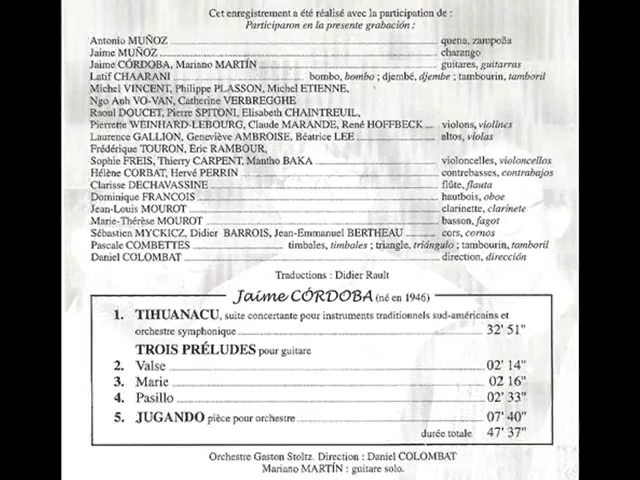 Cet enregistrement a été réalisé avec la participation de :
Participaron en la presente grabación :
Antonio MUÑOZ quena, zampoña
Jaime MUÑOZ charango
Jaime CÓRDOBA, Mariano MARTÍN guitares, guitarras
Latif CHAARANI bombo, bombo ; djembé, djembe ; tambourin, tamboril
Michel VINCENT, Philippe PLASSON, Michel ETIENNE,
Ngo Anh VO-VAN, Catherine VERBREGGHE
Raoul DOUCET, Pierre SPITONI, Elisabeth CHAINTREUIL,
Pierrette WEINHARD-LEBOURG, Claude MARANDE, René HOFFBECK violons, violines
Laurence GALLION, Geneviève AMBROISE, Béatrice LEE altos, violas
Frédérique TOURON, Eric RAMBOUR,
Sophie FREIS, Thierry CARPENT, Mantho BAKA violoncelles, violoncellos
Hélène CORBAT, Hervé PERRIN contrebasses, contrabajos
Clarisse DECHAVASSINE flûte, flauta
Dominique FRANCOIS hautbois, oboe
Jean-Louis MOUROT clarinette, clarinete
Marie-Thérèse MOUROT basson, fagot
Sébastien MYCKICZ, Didier BARROIS, Jean-Emmanuel BERTHEAU cors, cornos
Pascale COMBETTES timbales, timbales ; triangle, triángulo ; tambourin, tamboril
Daniel COLOMBAT direction, dirección
Traductions : Didier Rault
Jaime CÓRDOBA (né en 1946)
1. TIHUANACU, suite concertante pour instruments traditionnels sud-américains et
orchestre symphonique 32' 51"
TROIS PRÉLUDES pour guitare
2. Valse 02' 14"
3. Marie 02 16"
4. Pasillo 02' 33"
5. JUGANDO pièce pour orchestre 07' 40"
durée totale 47' 37"
Orchestre Gaston Stoltz. Direction : Daniel COLOMBAT
Mariano MARTÍN : guitare solo.